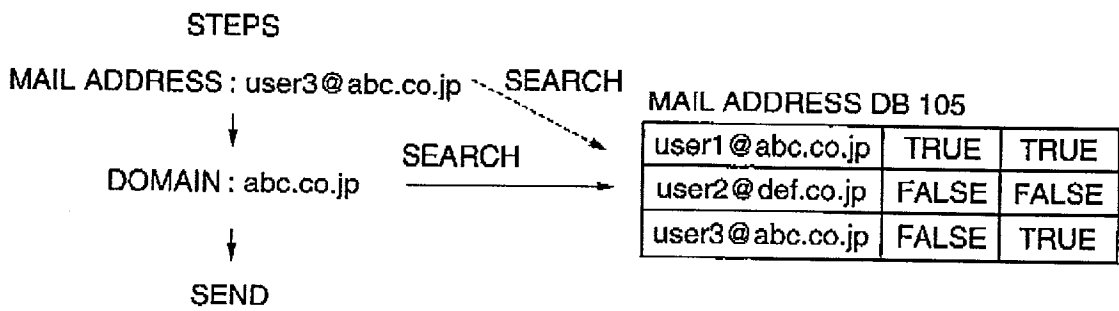 STEPS
MAIL ADDRESS : user3@abc.co.jp SEARCH
MAIL ADDRESS DB 105
user1@abc.co.jp TRUE TRUE
SEARCH
DOMAIN : abc.co.jp
user2@def.co.jp FALSE FALSE
user3@abc.co.jp FALSE TRUE
SEND